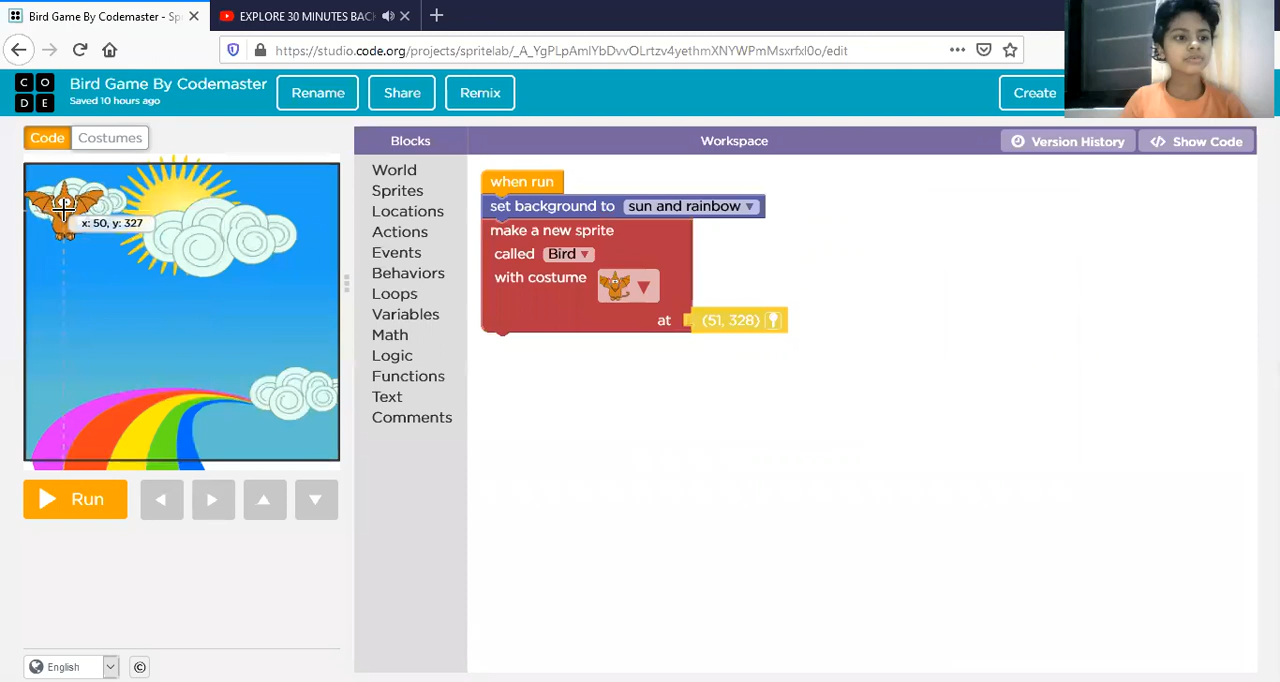 Bird Game By Codemaster - Sp
EXPLORE 30 MINUTES BAC
https://studio.code.org/projects/spritelab/_A_YgPLpAmlYbDvvOLrtzv4yethmXNYWPmMsxrfxl0o/edit
C O
D E
Bird Game By Codemaster
Saved 10 hours ago
Rename
Share
Remix
Create
Code
Costumes
Blocks
Workspace
Version History
Show Code
x: 50, y: 327
World
Sprites
Locations
Actions
Events
Behaviors
Loops
Variables
Math
Logic
Functions
Text
Comments
when run
set background to sun and rainbow
make a new sprite
called Bird
with costume
at (51, 328)
Run
English
©